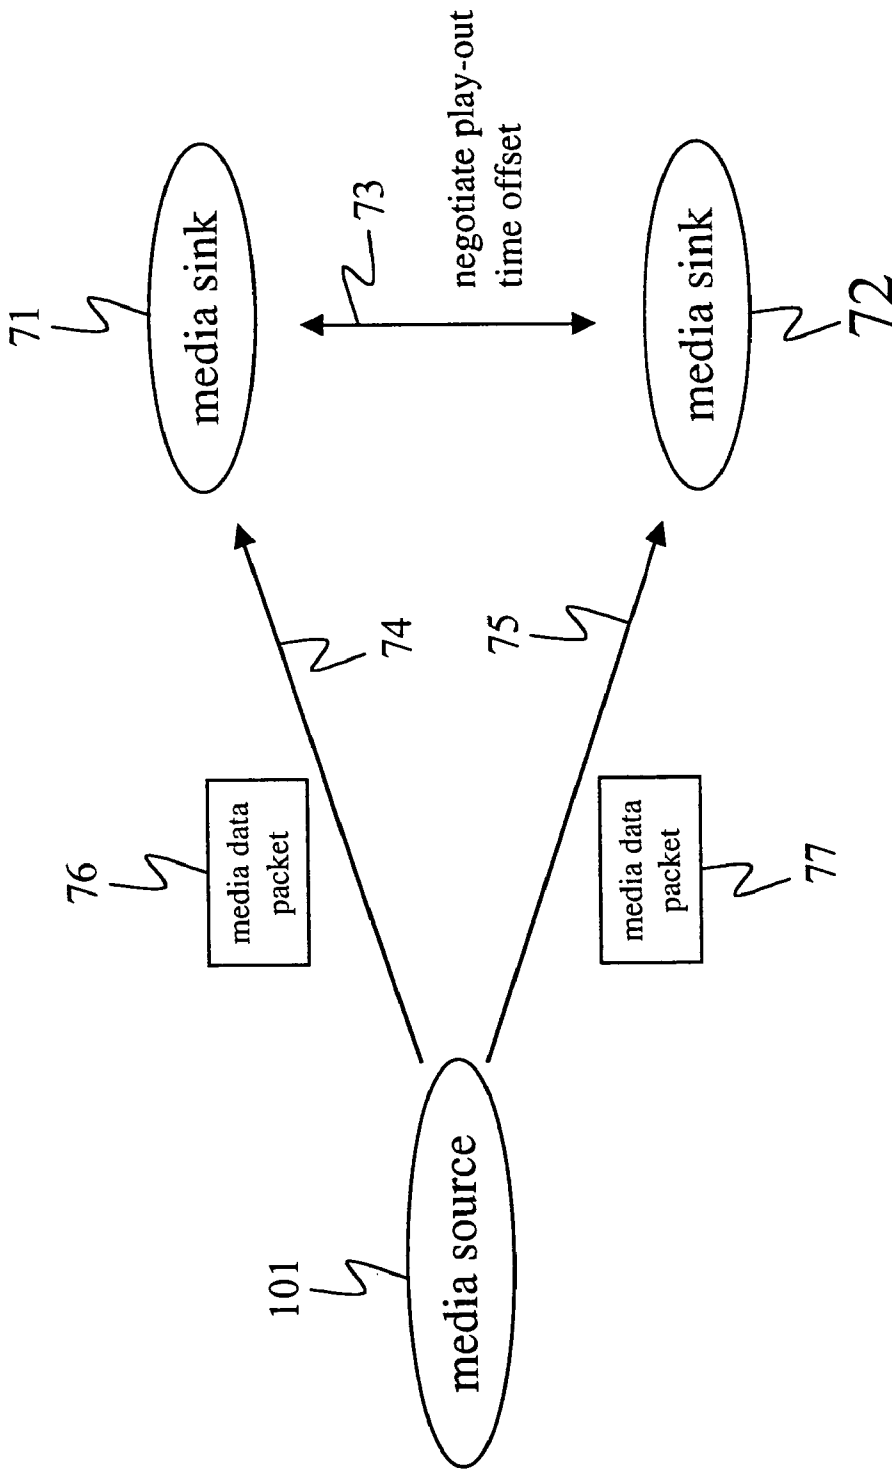 101
media source
76
media data
packet
media data
packet
77
74
75
71
media sink
73
negotiate play-out
time offset
media sink
72